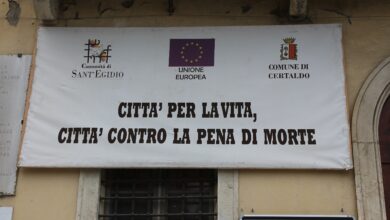 Comunità di
SANT'EGIDIO
UNIONE
EUROPEA
COMUNE DI
CERTALDO
CITTA' PER LA VITA,
CITTA' CONTRO LA PENA DI MORTE